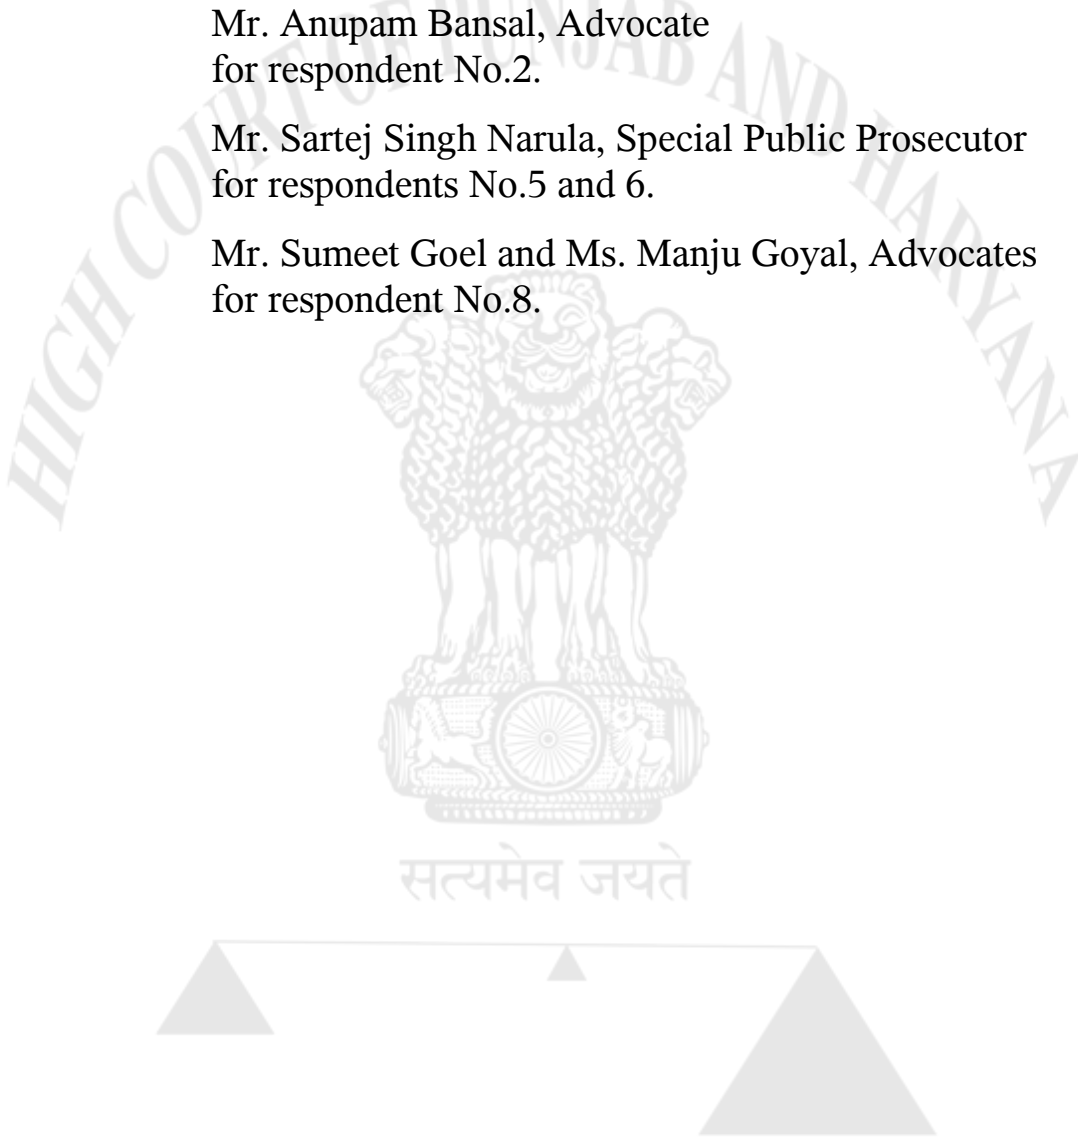 Mr. Anupam Bansal, Advocate
for respondent No.2.
Mr. Sartej Singh Narula, Special Public Prosecutor
for respondents No.5 and 6.
Mr. Sumeet Goel and Ms. Manju Goyal, Advocates
for respondent No.8.
HIGH COURT OF PUNJAB AND HARYANA
सत्यमेव जयते